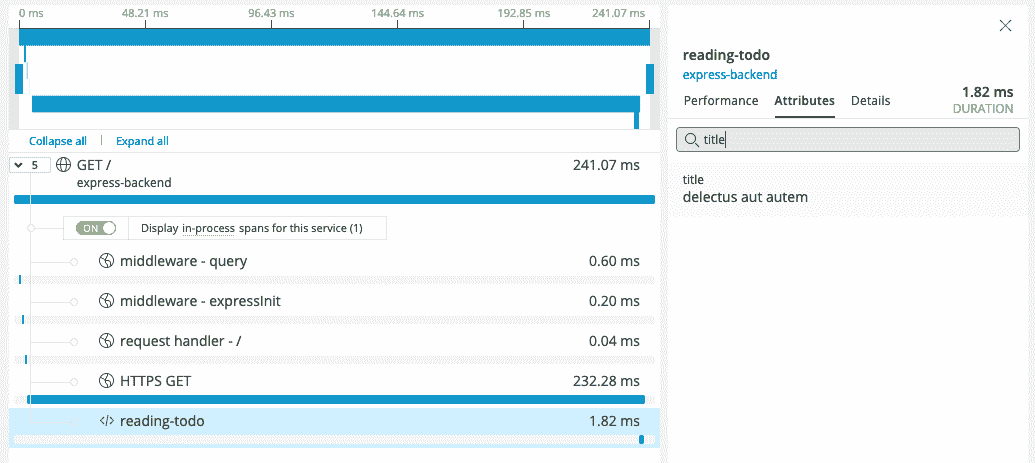 0 ms 48.21 ms 96.43 ms 144.64 ms 192.85 ms 241.07 ms
Collapse all Expand all
5 GET / 241.07 ms
express-backend
ON Display in-process spans for this service (1)
middleware - query 0.60 ms
middleware - expressInit 0.20 ms
request handler - / 0.04 ms
HTTPS GET 232.28 ms
</> reading-todo 1.82 ms
reading-todo
express-backend
1.82 ms
DURATION
Performance Attributes Details
title
title
delectus aut autem